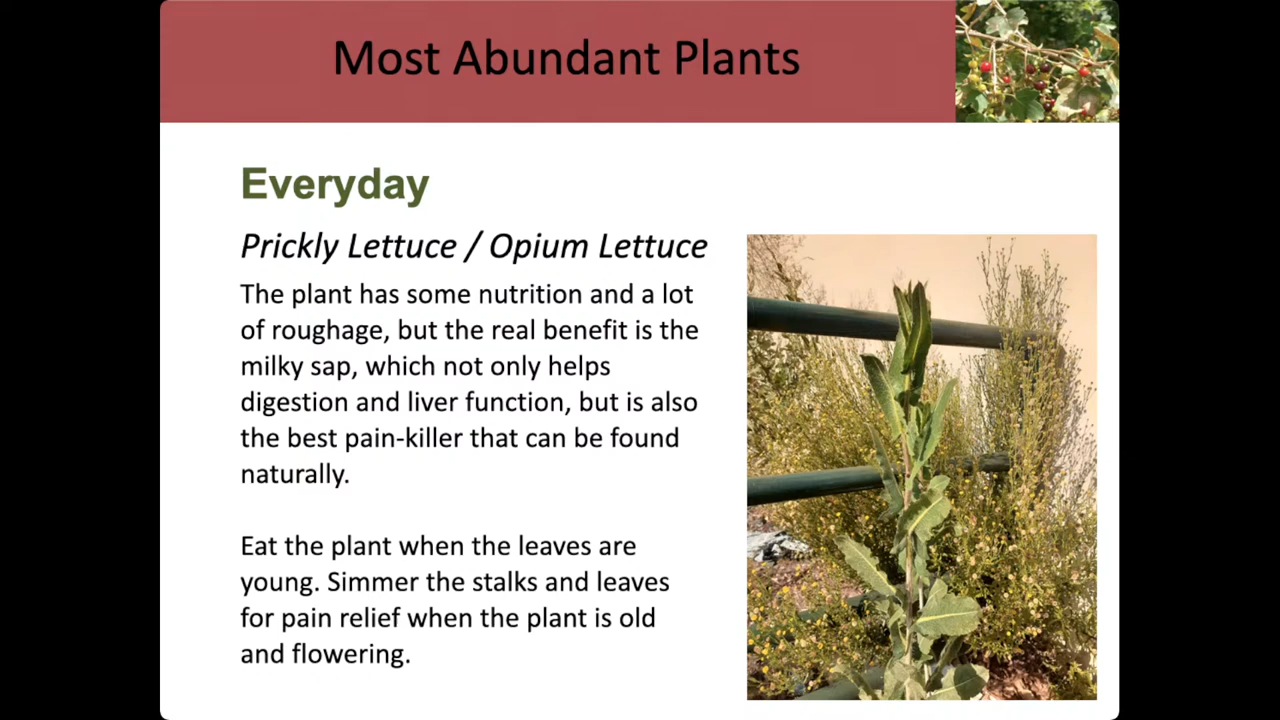 Most Abundant Plants
Everyday
Prickly Lettuce / Opium Lettuce
The plant has some nutrition and a lot
of roughage, but the real benefit is the
milky sap, which not only helps
digestion and liver function, but is also
the best pain-killer that can be found
naturally.
Eat the plant when the leaves are
young. Simmer the stalks and leaves
for pain relief when the plant is old
and flowering.